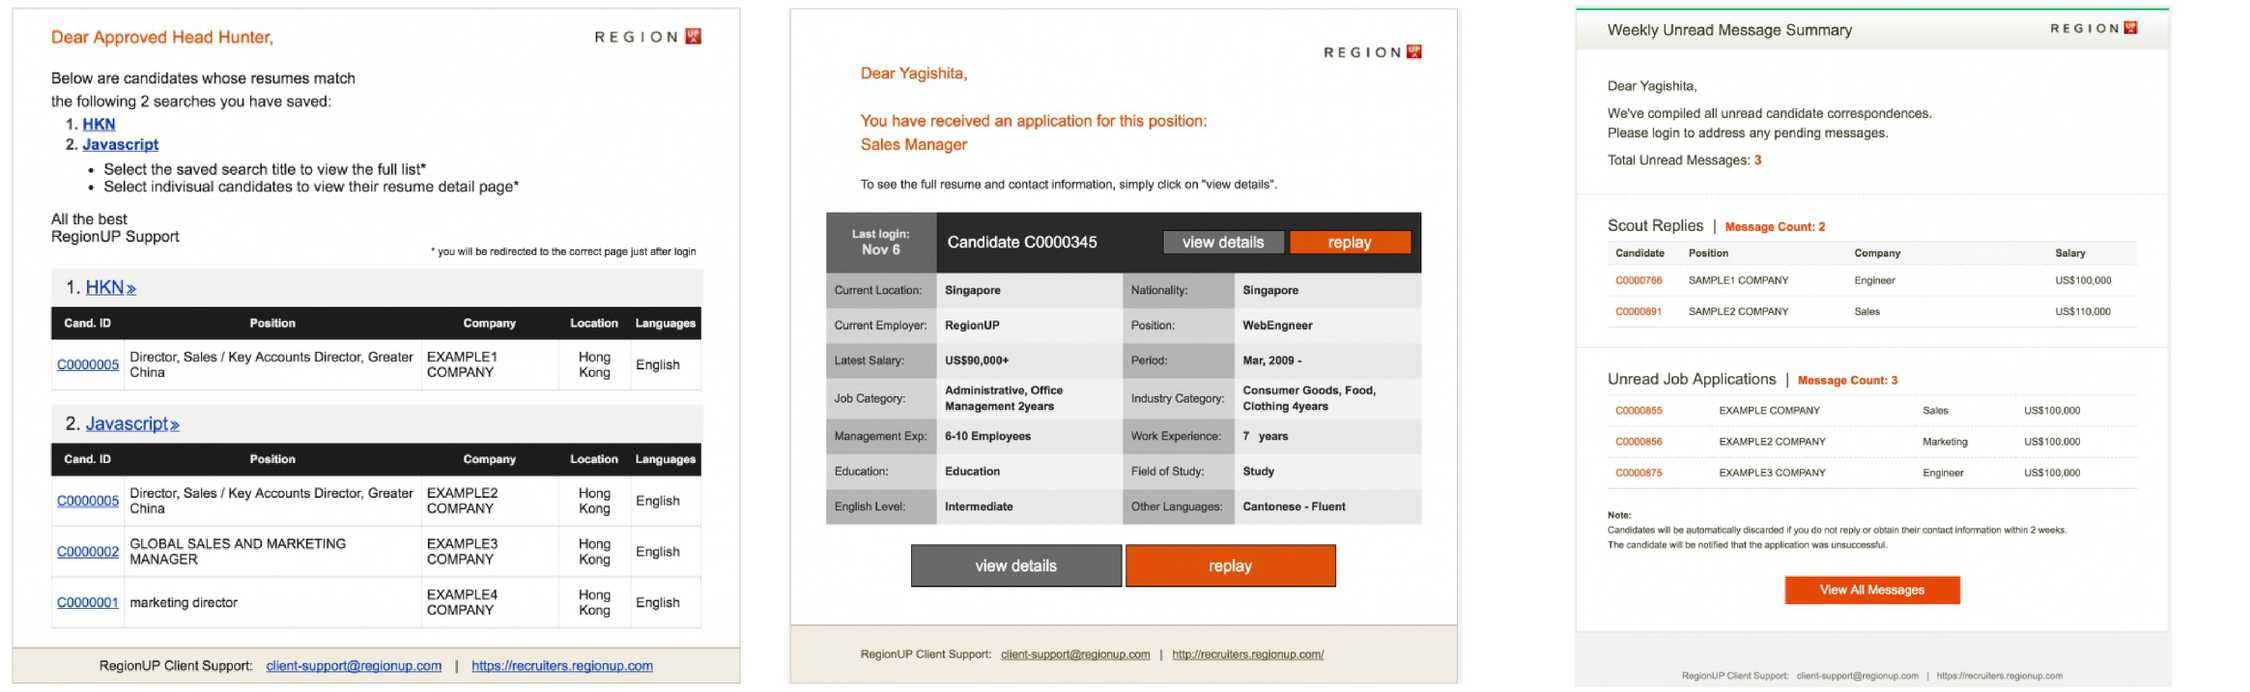 Dear Approved Head Hunter,
REGION UP
Below are candidates whose resumes match
the following 2 searches you have saved:
1. HKN
2. Javascript
• Select the saved search title to view the full list*
• Select indivisual candidates to view their resume detail page*
All the best
RegionUP Support
* you will be redirected to the correct page just after login
1. HKN»
Cand. ID Position Company Location Languages
C0000005 Director, Sales / Key Accounts Director, Greater China EXAMPLE1 COMPANY Hong Kong English
2. Javascript»
Cand. ID Position Company Location Languages
C0000005 Director, Sales / Key Accounts Director, Greater China EXAMPLE2 COMPANY Hong Kong English
C0000002 GLOBAL SALES AND MARKETING MANAGER EXAMPLE3 COMPANY Hong Kong English
C0000001 marketing director EXAMPLE4 COMPANY Hong Kong English
RegionUP Client Support: client-support@regionup.com | https://recruiters.regionup.com
REGION UP
Dear Yagishita,
You have received an application for this position:
Sales Manager
To see the full resume and contact information, simply click on "view details".
Last login: Nov 6 Candidate C0000345 view details replay
Current Location: Singapore Nationality: Singapore
Current Employer: RegionUP Position: WebEngneer
Latest Salary: US$90,000+ Period: Mar, 2009 -
Job Category: Administrative, Office Management 2years Industry Category: Consumer Goods, Food, Clothing 4years
Management Exp: 6-10 Employees Work Experience: 7 years
Education: Education Field of Study: Study
English Level: Intermediate Other Languages: Cantonese - Fluent
view details replay
RegionUP Client Support: client-support@regionup.com | http://recruiters.regionup.com/
Weekly Unread Message Summary
REGION UP
Dear Yagishita,
We've compiled all unread candidate correspondences.
Please login to address any pending messages.
Total Unread Messages: 3
Scout Replies | Message Count: 2
Candidate Position Company Salary
C0000766 SAMPLE1 COMPANY Engineer US$100,000
C0000891 SAMPLE2 COMPANY Sales US$110,000
Unread Job Applications | Message Count: 3
C0000855 EXAMPLE COMPANY Sales US$100,000
C0000856 EXAMPLE2 COMPANY Marketing US$100,000
C0000875 EXAMPLE3 COMPANY Engineer US$100,000
Note:
Candidates will be automatically discarded if you do not reply or obtain their contact information within 2 weeks.
The candidate will be notified that the application was unsuccessful.
View All Messages
RegionUP Client Support: client-support@regionup.com | https://recruiters.regionup.com